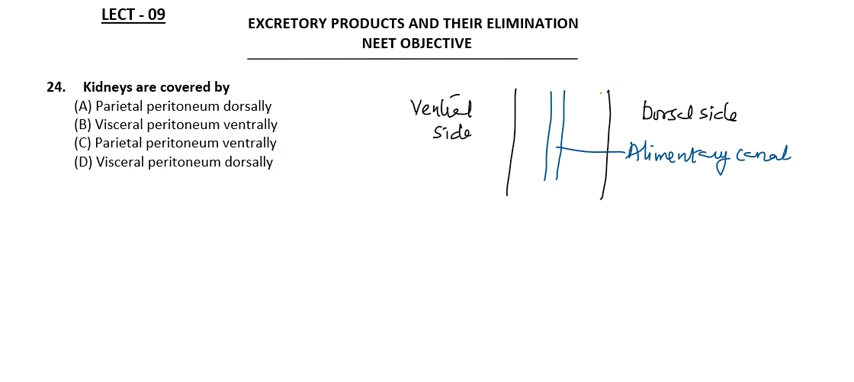 LECT - 09
EXCRETORY PRODUCTS AND THEIR ELIMINATION
NEET OBJECTIVE
24. Kidneys are covered by
(A) Parietal peritoneum dorsally
(B) Visceral peritoneum ventrally
(C) Parietal peritoneum ventrally
(D) Visceral peritoneum dorsally
Ventral
side
Dorsal side
Alimentary canal